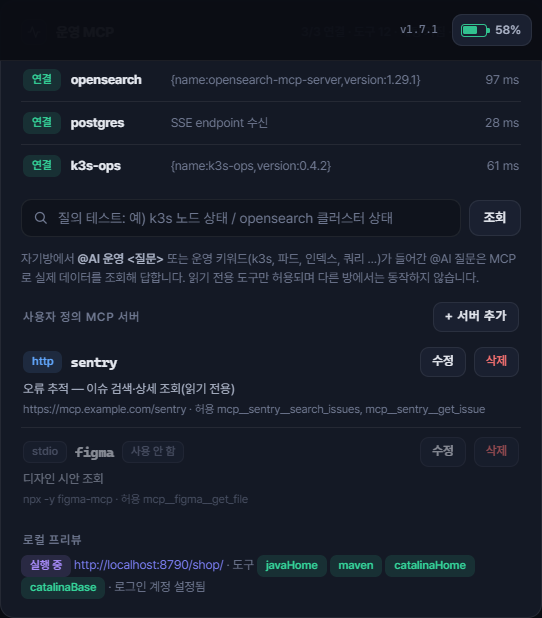 운영 MCP
v1.7.1
58%
연결 opensearch {name:opensearch-mcp-server,version:1.29.1} 97 ms
연결 postgres SSE endpoint 수신 28 ms
연결 k3s-ops {name:k3s-ops,version:0.4.2} 61 ms
질의 테스트: 예) k3s 노드 상태 / opensearch 클러스터 상태 조회
자기방에서 @AI 운영 <질문> 또는 운영 키워드(k3s, 파드, 인덱스, 쿼리 …)가 들어간 @AI 질문은 MCP
로 실제 데이터를 조회해 답합니다. 읽기 전용 도구만 허용되며 다른 방에서는 동작하지 않습니다.
사용자 정의 MCP 서버 + 서버 추가
http sentry 수정 삭제
오류 추적 — 이슈 검색·상세 조회(읽기 전용)
https://mcp.example.com/sentry · 허용 mcp__sentry__search_issues, mcp__sentry__get_issue
stdio figma 사용 안 함 수정 삭제
디자인 시안 조회
npx -y figma-mcp · 허용 mcp__figma__get_file
로컬 프리뷰
실행 중 http://localhost:8790/shop/ · 도구 javaHome maven catalinaHome
catalinaBase · 로그인 계정 설정됨